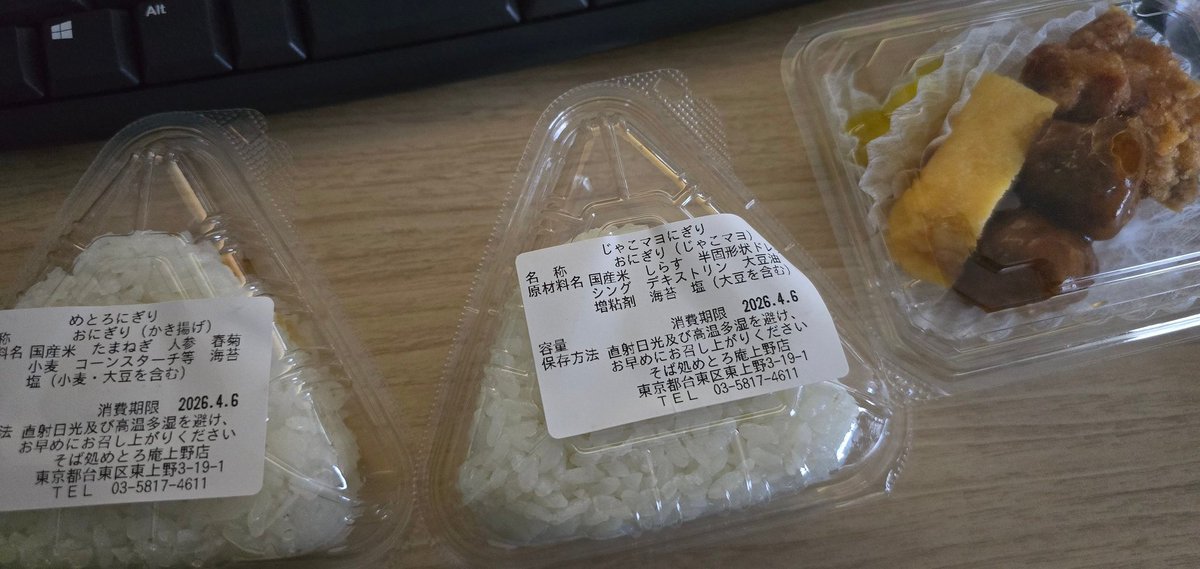 Alt
めとろにぎり
称 おにぎり（かき揚げ）
料名 国産米 たまねぎ 人参 春菊
小麦 コーンスターチ等 海苔
塩（小麦・大豆を含む）
消費期限 2026.4.6
法 直射日光及び高温多湿を避け、
お早めにお召し上がりください
そば処めとろ庵上野店
東京都台東区東上野3-19-1
TEL 03-5817-4611
じゃこマヨにぎり
名 称 おにぎり（じゃこマヨ）
原材料名 国産米 しらす 半固形状ドレ
シング デキストリン 大豆油
増粘剤 海苔 塩（大豆を含む）
消費期限 2026.4.6
容量
保存方法 直射日光及び高温多湿を避け、
お早めにお召し上がりください
そば処めとろ庵上野店
東京都台東区東上野3-19-1
TEL 03-5817-4611